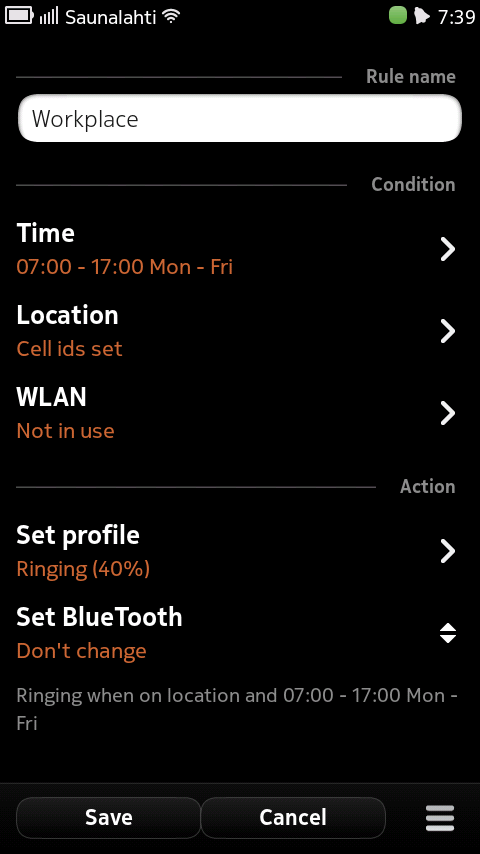 Saunalahti 7:39
Rule name
Workplace
Condition
Time
07:00 - 17:00 Mon - Fri
Location
Cell ids set
WLAN
Not in use
Action
Set profile
Ringing (40%)
Set BlueTooth
Don't change
Ringing when on location and 07:00 - 17:00 Mon -
Fri
Save Cancel